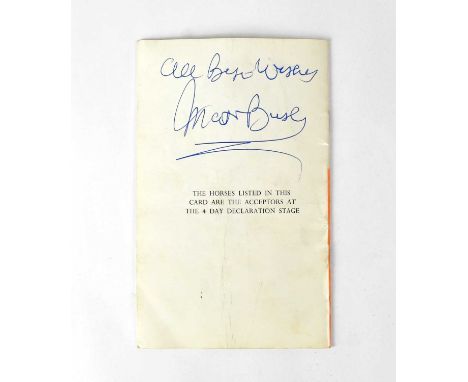 All Best Wishes
Matt Busby
THE HORSES LISTED IN THIS
CARD ARE THE ACCEPTORS AT
THE 4 DAY DECLARATION STAGE